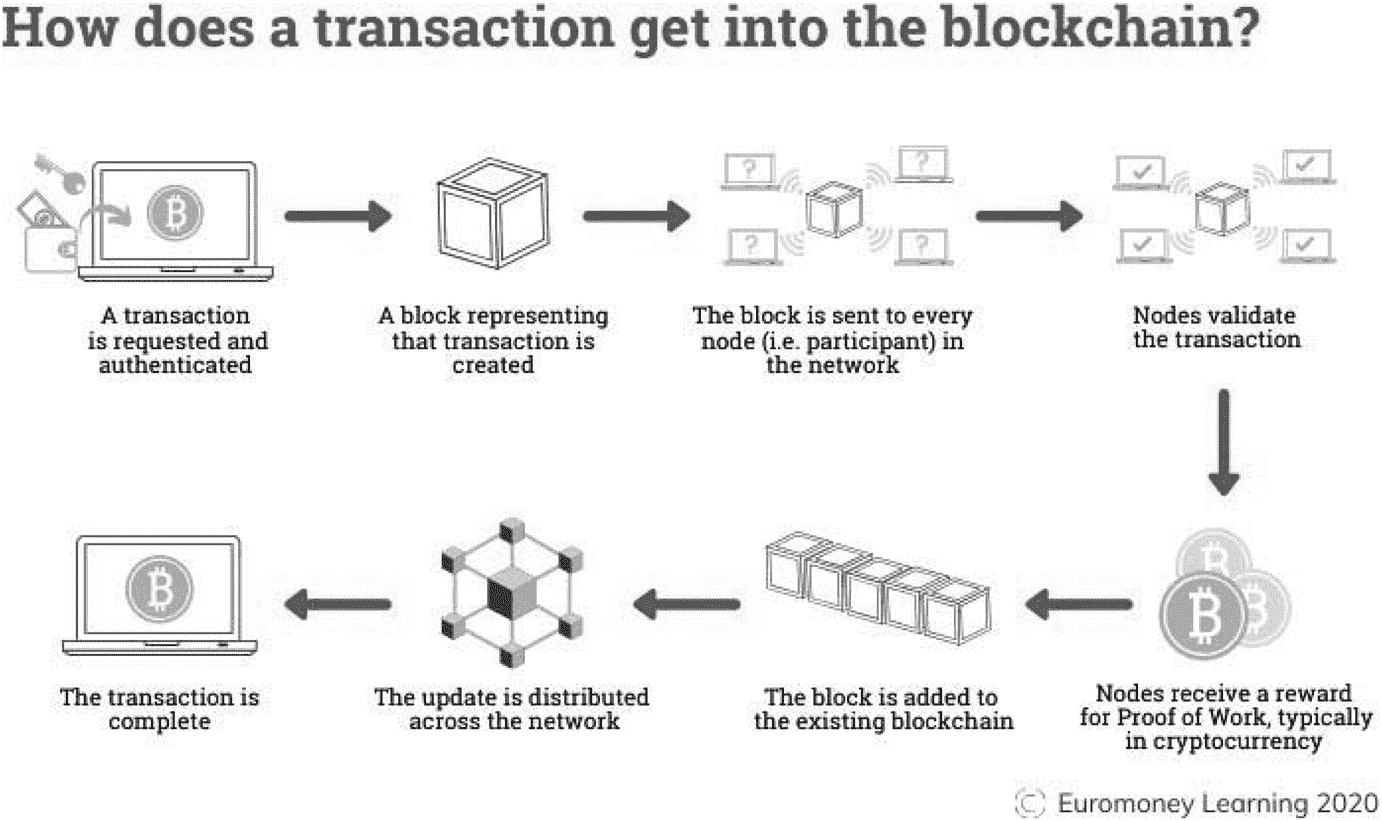 How does a transaction get into the blockchain?
A transaction
is requested and
authenticated
A block representing
that transaction is
created
The block is sent to every
node (i.e. participant) in
the network
Nodes validate
the transaction
Nodes receive a reward
for Proof of Work, typically
in cryptocurrency
The block is added to
the existing blockchain
The update is distributed
across the network
The transaction is
complete
© Euromoney Learning 2020